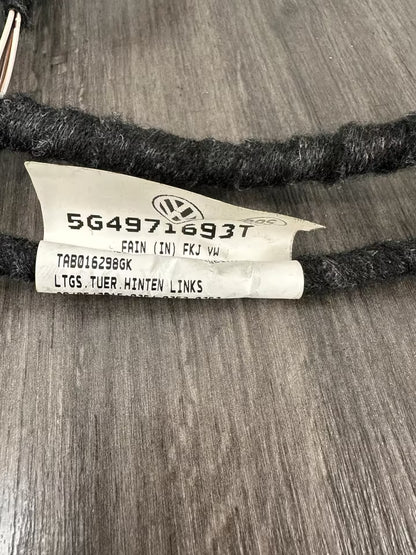 5G4971693T
FAIN (IN) FKJ VW
TAB016298GK
LTGS.TUER.HINTEN LINKS